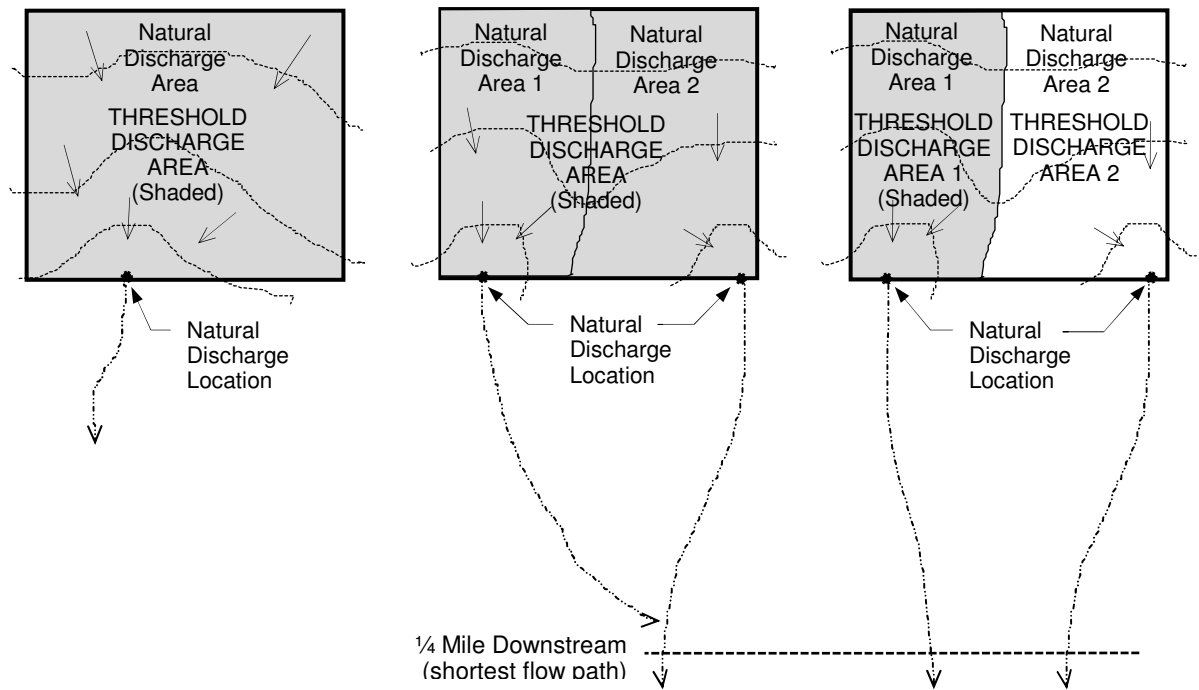 Natural
Discharge
Area
THRESHOLD
DISCHARGE
AREA
(Shaded)
Natural
Discharge
Location
Natural
Discharge
Area 1
Natural
Discharge
Area 2
THRESHOLD
DISCHARGE
AREA
(Shaded)
Natural
Discharge
Location
Natural
Discharge
Area 1
Natural
Discharge
Area 2
THRESHOLD
DISCHARGE
AREA 1
(Shaded)
THRESHOLD
DISCHARGE
AREA 2
Natural
Discharge
Location
¼ Mile Downstream
(shortest flow path)